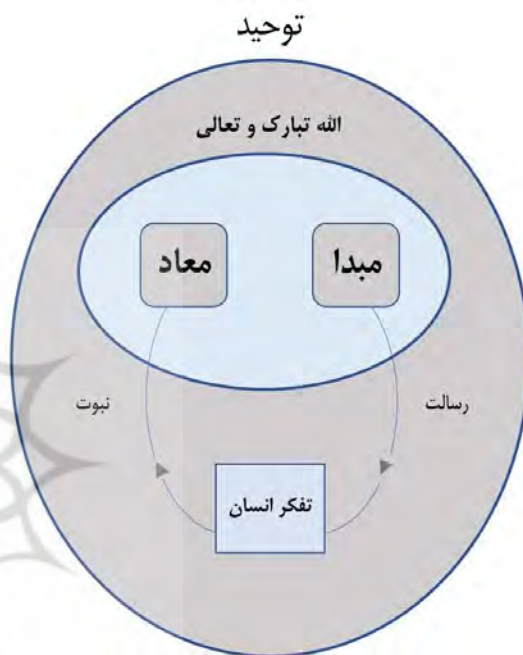 توحید
الله تبارک و تعالی
مبدا
معاد
رسالت
نبوت
تفکر انسان